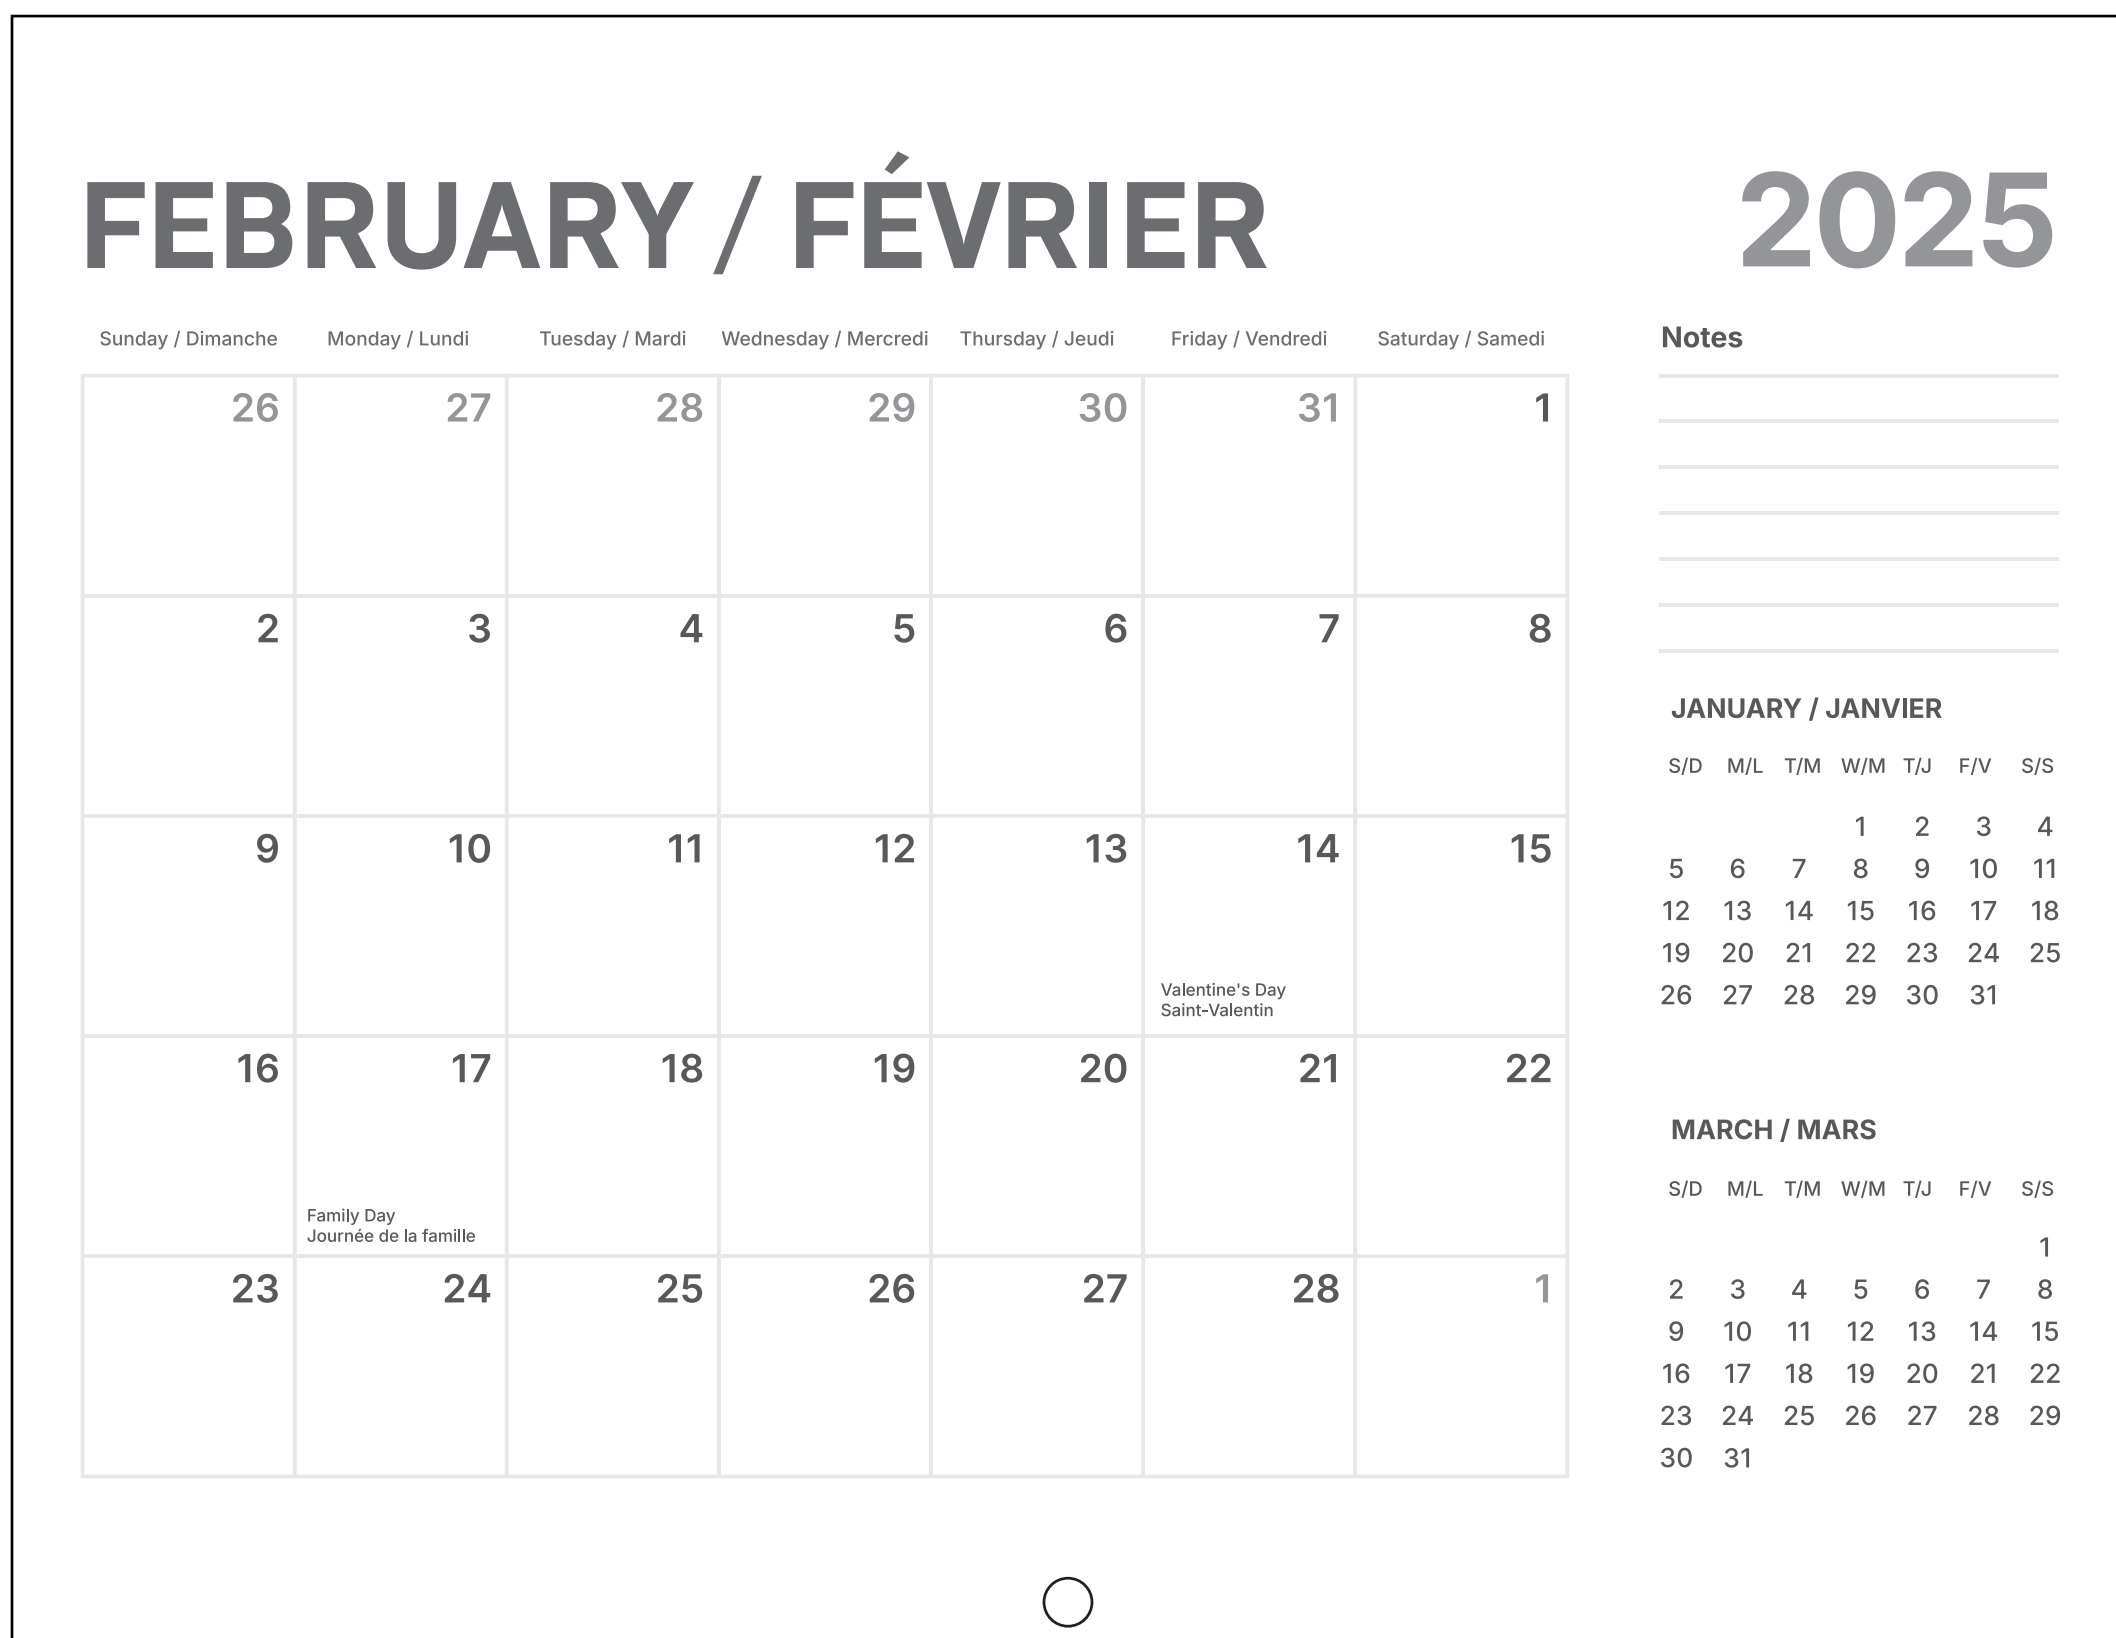 FEBRUARY / FÉVRIER 2025
Sunday / Dimanche Monday / Lundi Tuesday / Mardi Wednesday / Mercredi Thursday / Jeudi Friday / Vendredi Saturday / Samedi
26 27 28 29 30 31 1
2 3 4 5 6 7 8
9 10 11 12 13 14 15
Valentine's Day
Saint-Valentin
16 17 18 19 20 21 22
Family Day
Journée de la famille
23 24 25 26 27 28 1
Notes
JANUARY / JANVIER
S/D M/L T/M W/M T/J F/V S/S
1 2 3 4
5 6 7 8 9 10 11
12 13 14 15 16 17 18
19 20 21 22 23 24 25
26 27 28 29 30 31
MARCH / MARS
S/D M/L T/M W/M T/J F/V S/S
1
2 3 4 5 6 7 8
9 10 11 12 13 14 15
16 17 18 19 20 21 22
23 24 25 26 27 28 29
30 31